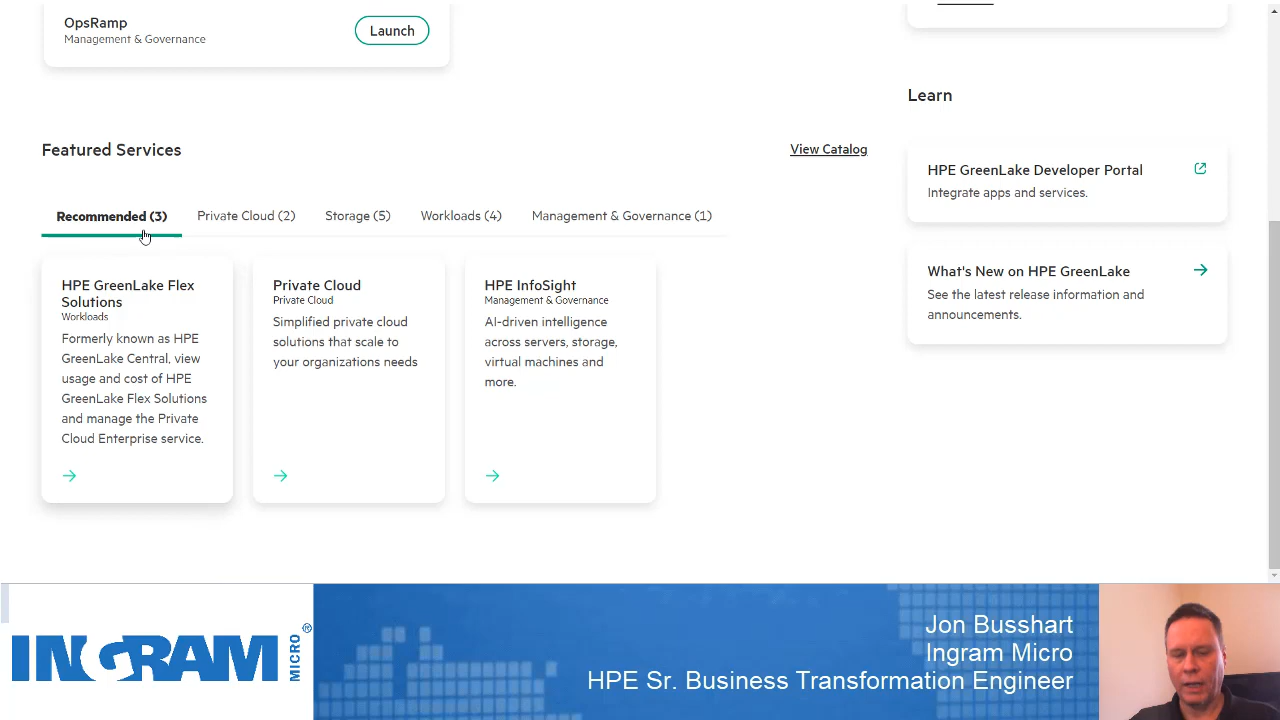 OpsRamp
Management & Governance
Launch
Learn
Featured Services
View Catalog
HPE GreenLake Developer Portal
Integrate apps and services.
Recommended (3)
Private Cloud (2)
Storage (5)
Workloads (4)
Management & Governance (1)
What's New on HPE GreenLake
See the latest release information and
announcements.
HPE GreenLake Flex
Solutions
Workloads
Formerly known as HPE
GreenLake Central, view
usage and cost of HPE
GreenLake Flex Solutions
and manage the Private
Cloud Enterprise service.
Private Cloud
Private Cloud
Simplified private cloud
solutions that scale to
your organizations needs
HPE InfoSight
Management & Governance
AI-driven intelligence
across servers, storage,
virtual machines and
more.
INGRAM MICRO®
Jon Busshart
Ingram Micro
HPE Sr. Business Transformation Engineer